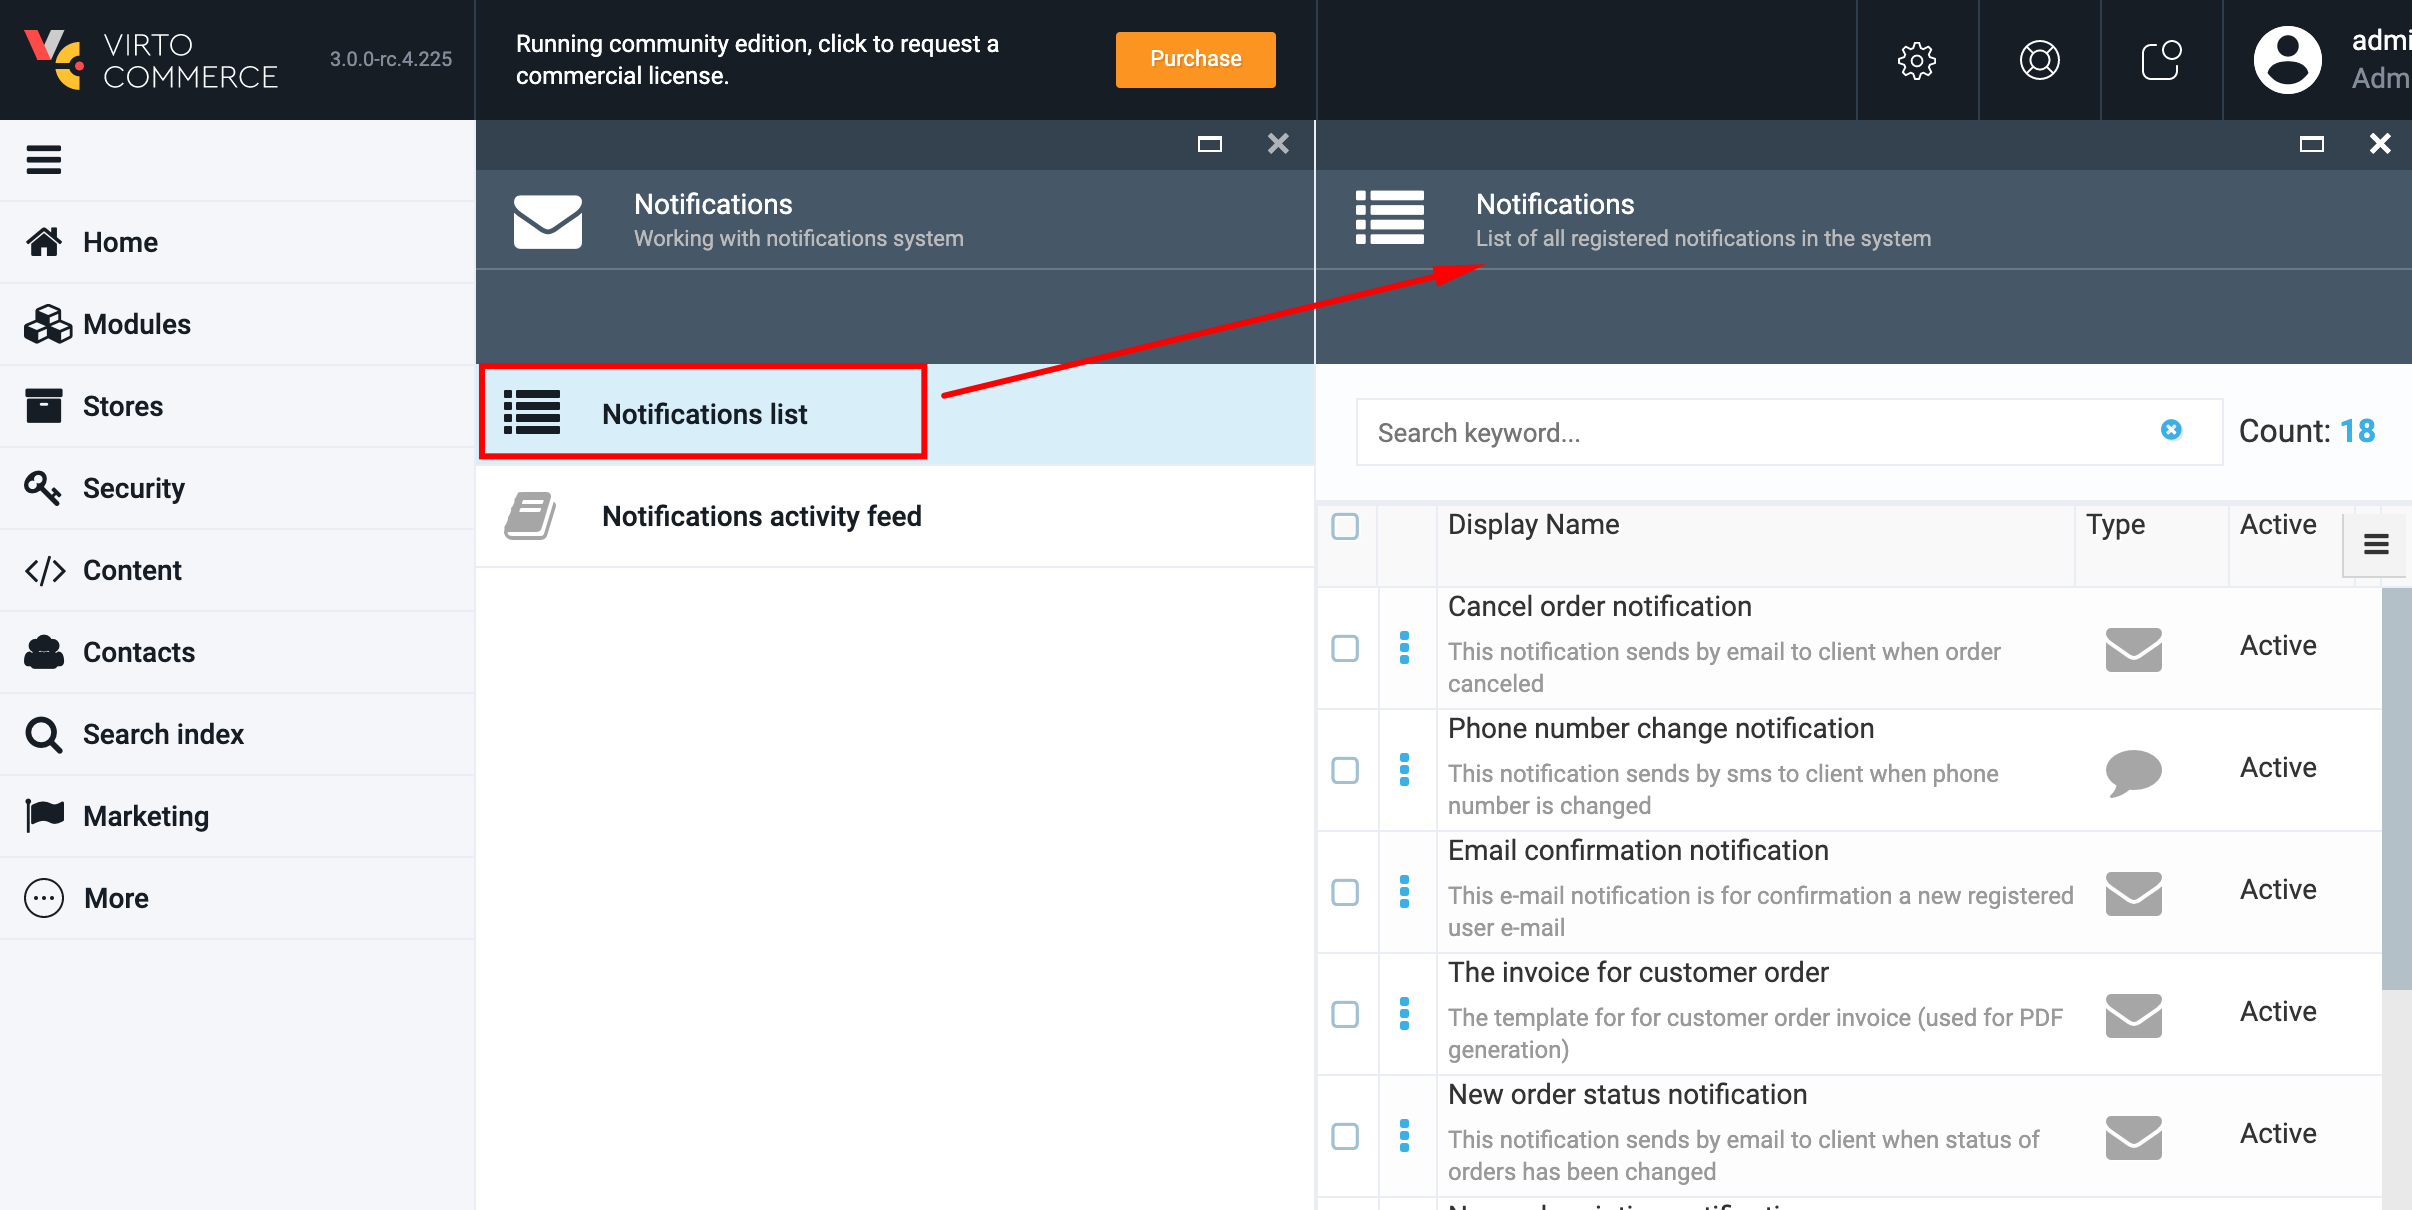 VIRTO
COMMERCE
3.0.0-rc.4.225
Running community edition, click to request a
commercial license.
Purchase
admi
Adm
Home
Modules
Stores
Security
Content
Contacts
Search index
Marketing
More
Notifications
Working with notifications system
Notifications list
Notifications activity feed
Notifications
List of all registered notifications in the system
Search keyword...
Count: 18
Display Name
Type
Active
Cancel order notification
This notification sends by email to client when order
canceled
Active
Phone number change notification
This notification sends by sms to client when phone
number is changed
Active
Email confirmation notification
This e-mail notification is for confirmation a new registered
user e-mail
Active
The invoice for customer order
The template for for customer order invoice (used for PDF
generation)
Active
New order status notification
This notification sends by email to client when status of
orders has been changed
Active